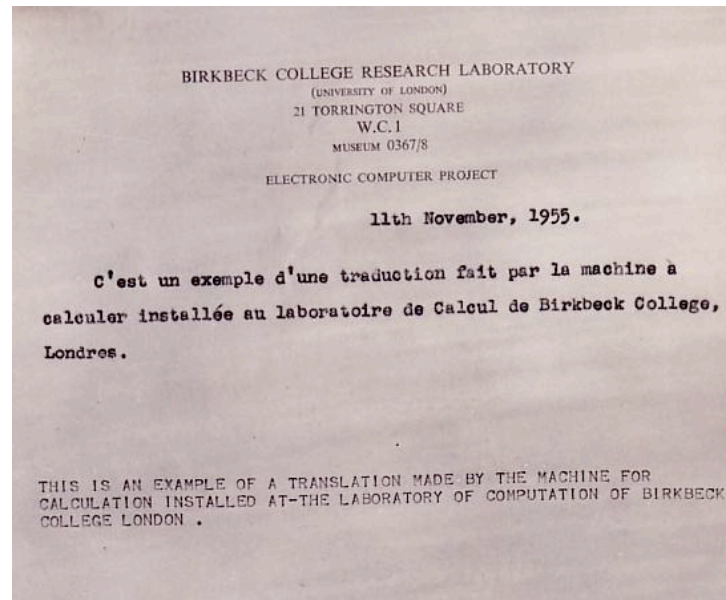 BIRKBECK COLLEGE RESEARCH LABORATORY
(UNIVERSITY OF LONDON)
21 TORRINGTON SQUARE
W.C.1
MUSEUM 0367/8
ELECTRONIC COMPUTER PROJECT
11th November, 1955.
C'est un exemple d'une traduction fait par la machine à
calculer installée au laboratoire de Calcul de Birkbeck College,
Londres.
THIS IS AN EXAMPLE OF A TRANSLATION MADE BY THE MACHINE FOR
CALCULATION INSTALLED AT-THE LABORATORY OF COMPUTATION OF BIRKBECK
COLLEGE LONDON .